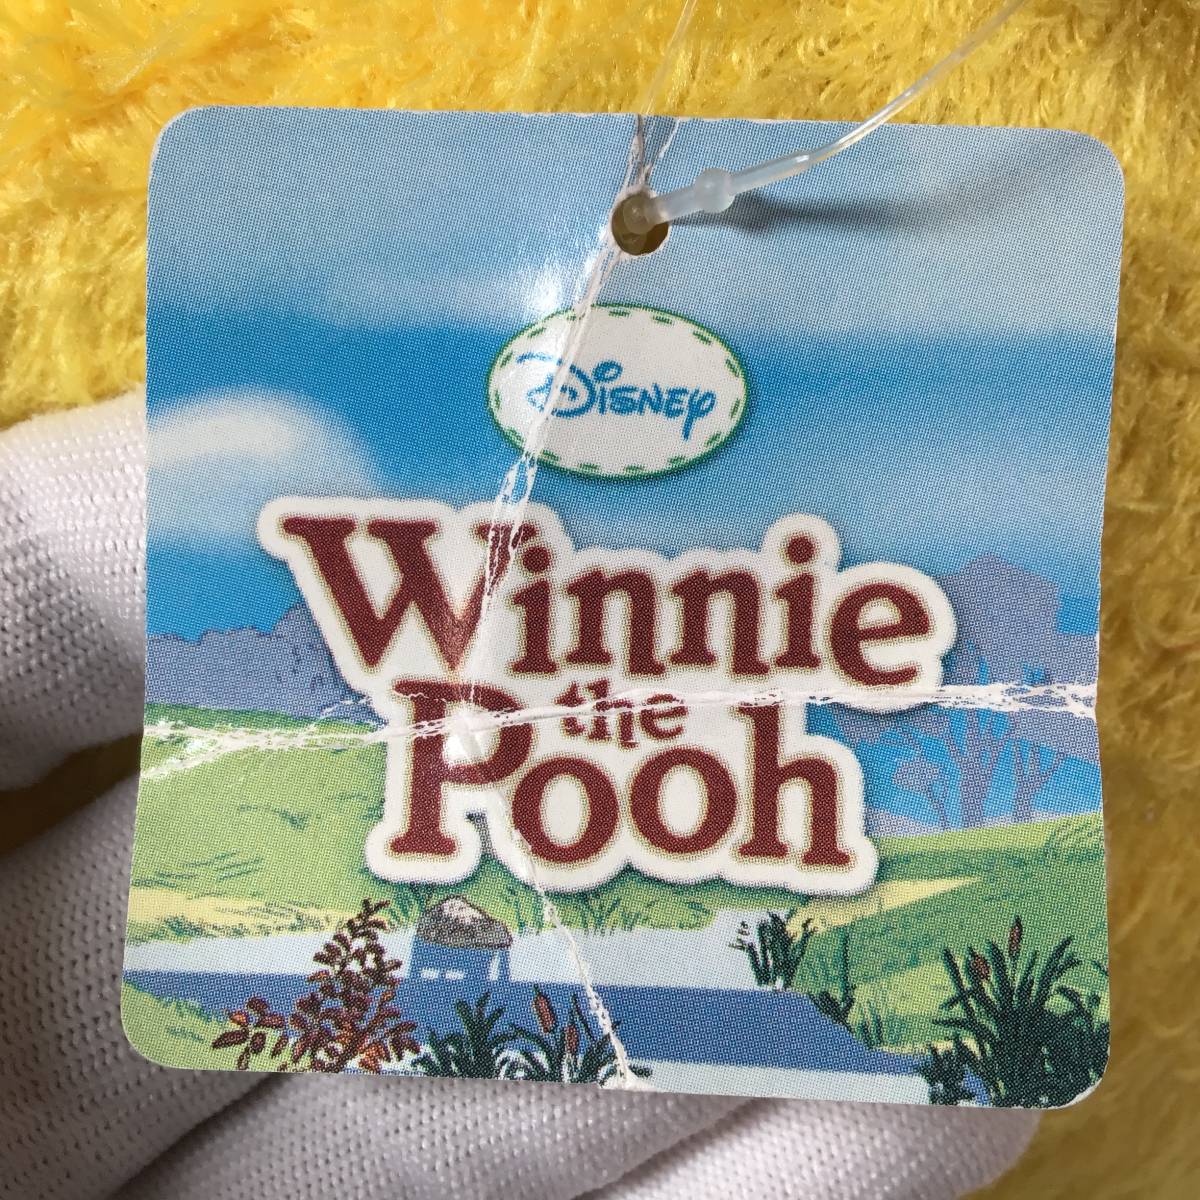 Disney
Winnie
the
Pooh